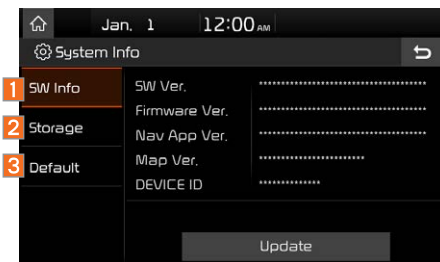 Jan. 1 12:00 AM
System Info
1 SW Info
SW Ver. ****************************************
Firmware Ver. ****************************************
2 Storage
Nav App Ver. ****************************************
Map Ver. *************************
3 Default
DEVICE ID **************
Update